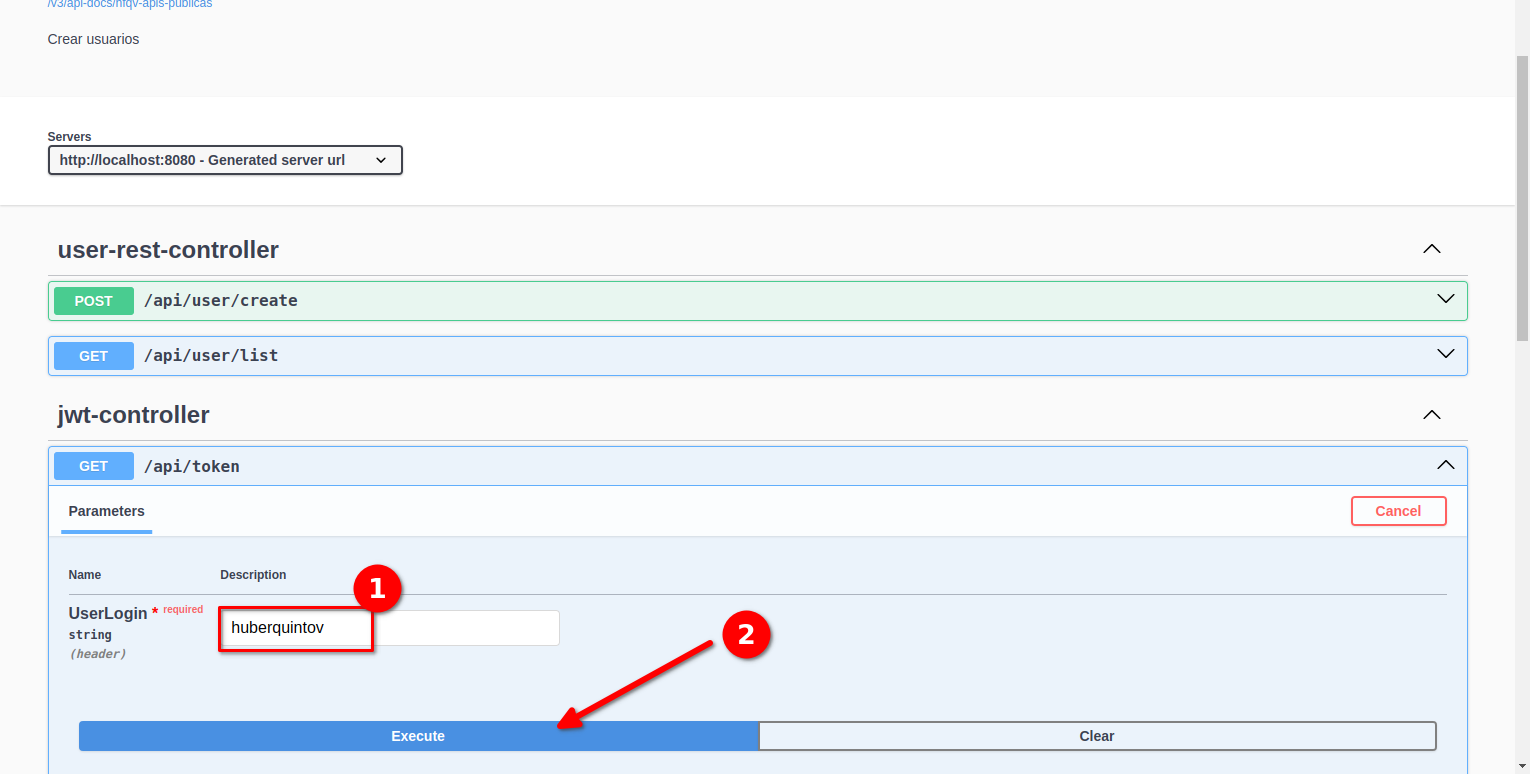 /v3/api-docs/nfqv-apis-publicas
Crear usuarios
Servers
http://localhost:8080 - Generated server url
user-rest-controller
POST /api/user/create
GET /api/user/list
jwt-controller
GET /api/token
Parameters Cancel
Name Description
1
UserLogin * required
huberquintov
string
(header)
2
Execute Clear